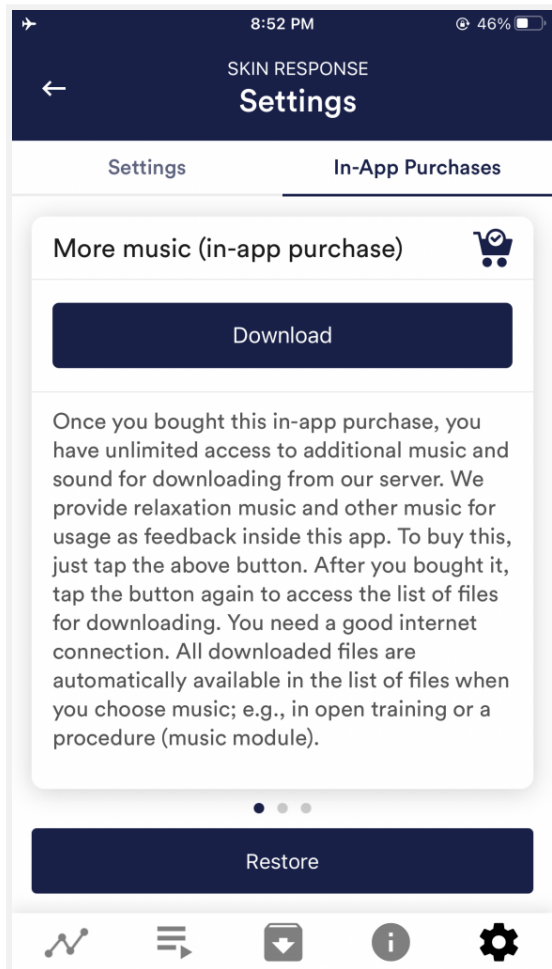 8:52 PM
46%
SKIN RESPONSE
Settings
Settings
In-App Purchases
More music (in-app purchase)
Download
Once you bought this in-app purchase, you
have unlimited access to additional music and
sound for downloading from our server. We
provide relaxation music and other music for
usage as feedback inside this app. To buy this,
just tap the above button. After you bought it,
tap the button again to access the list of files
for downloading. You need a good internet
connection. All downloaded files are
automatically available in the list of files when
you choose music; e.g., in open training or a
procedure (music module).
Restore